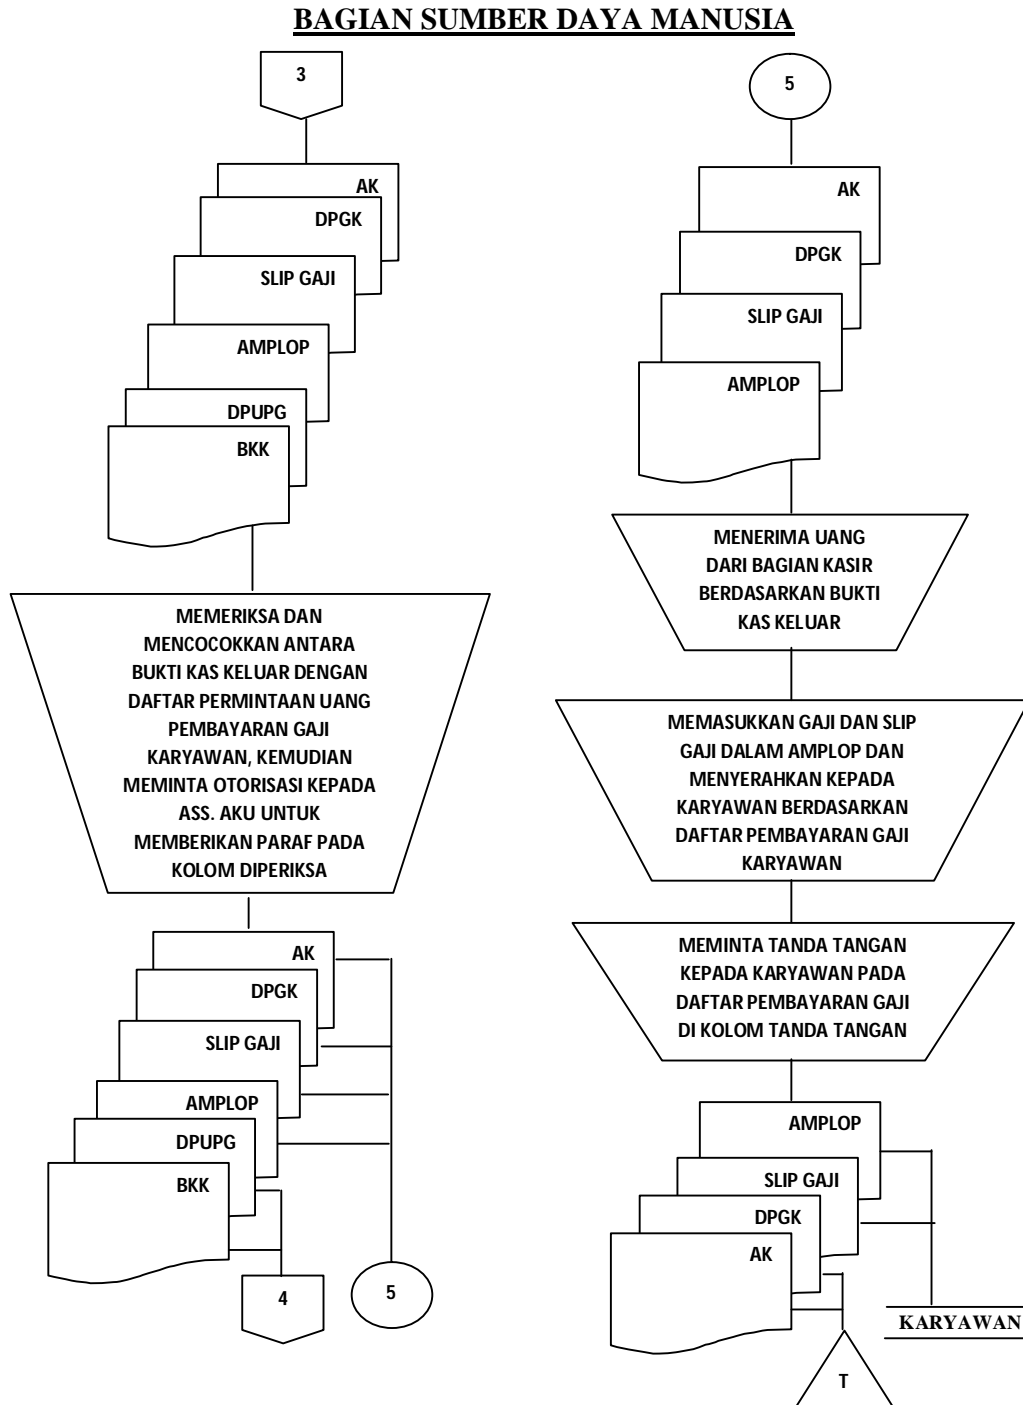 BAGIAN SUMBER DAYA MANUSIA
3
AK
DPGK
SLIP GAJI
AMPLOP
DPUPG
BKK
MEMERIKSA DAN
MENCOCOKKAN ANTARA
BUKTI KAS KELUAR DENGAN
DAFTAR PERMINTAAN UANG
PEMBAYARAN GAJI
KARYAWAN, KEMUDIAN
MEMINTA OTORISASI KEPADA
ASS. AKU UNTUK
MEMBERIKAN PARAF PADA
KOLOM DIPERIKSA
AK
DPGK
SLIP GAJI
AMPLOP
DPUPG
BKK
4
5
5
AK
DPGK
SLIP GAJI
AMPLOP
MENERIMA UANG
DARI BAGIAN KASIR
BERDASARKAN BUKTI
KAS KELUAR
MEMASUKKAN GAJI DAN SLIP
GAJI DALAM AMPLOP DAN
MENYERAHKAN KEPADA
KARYAWAN BERDASARKAN
DAFTAR PEMBAYARAN GAJI
KARYAWAN
MEMINTA TANDA TANGAN
KEPADA KARYAWAN PADA
DAFTAR PEMBAYARAN GAJI
DI KOLOM TANDA TANGAN
AMPLOP
SLIP GAJI
DPGK
AK
KARYAWAN
T